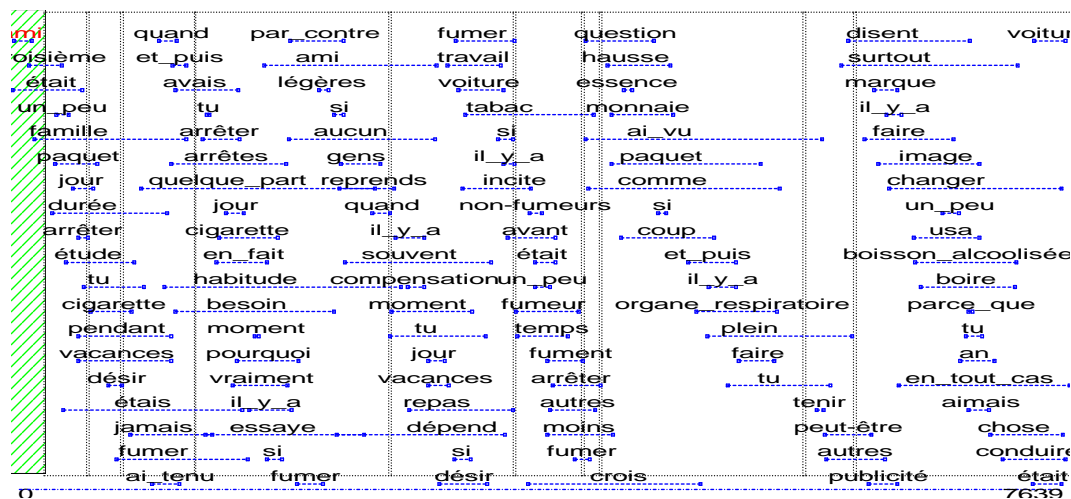 mi quand par_contre fumer question disent voitur
oisième et_puis ami travail hausse surtout
était avais légères voiture essence marque
un_peu tu si tabac monnaie il_y_a
famille arrêter aucun si ai_vu faire
paquet arrêtes gens il_y_a paquet image
jour quelque_part reprends incite comme changer
durée jour quand non-fumeurs si un_peu
arrêter cigarette il_y_a avant coup usa
étude en_fait souvent était et_puis boisson_alcoolisée
tu habitude compensation un_peu il_y_a boire
cigarette besoin moment fumeur organe_respiratoire parce_que
pendant moment tu temps plein tu
vacances pourquoi jour fument faire an
désir vraiment vacances arrêter tu en_tout_cas
étais il_y_a repas autres tenir aimais
jamais essaye dépend moins peut-être chose
fumer si si fumer autres conduire
ai_tenu fumer désir crois publicité était
0 7639